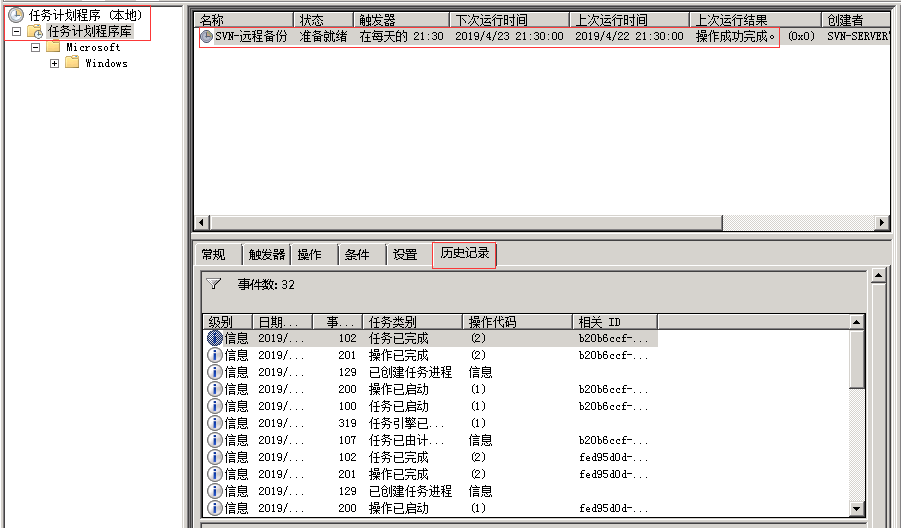 任务计划程序 (本地)
任务计划程序库
Microsoft
Windows
名称 状态 触发器 下次运行时间 上次运行时间 上次运行结果 创建者
SVN-远程备份 准备就绪 在每天的 21:30 2019/4/23 21:30:00 2019/4/22 21:30:00 操作成功完成。 (0x0) SVN-SERVER
常规 触发器 操作 条件 设置 历史记录
事件数: 32
级别 日期... 事... 任务类别 操作代码 相关 ID
信息 2019/... 102 任务已完成 (2) b20b6ccf-...
信息 2019/... 201 操作已完成 (2) b20b6ccf-...
信息 2019/... 129 已创建任务进程 信息
信息 2019/... 200 操作已启动 (1) b20b6ccf-...
信息 2019/... 100 任务已启动 (1) b20b6ccf-...
信息 2019/... 319 任务引擎已... (1)
信息 2019/... 107 任务已由计... 信息 b20b6ccf-...
信息 2019/... 102 任务已完成 (2) fed95d0d-...
信息 2019/... 201 操作已完成 (2) fed95d0d-...
信息 2019/... 129 已创建任务进程 信息
信息 2019/... 200 操作已启动 (1) fed95d0d-...